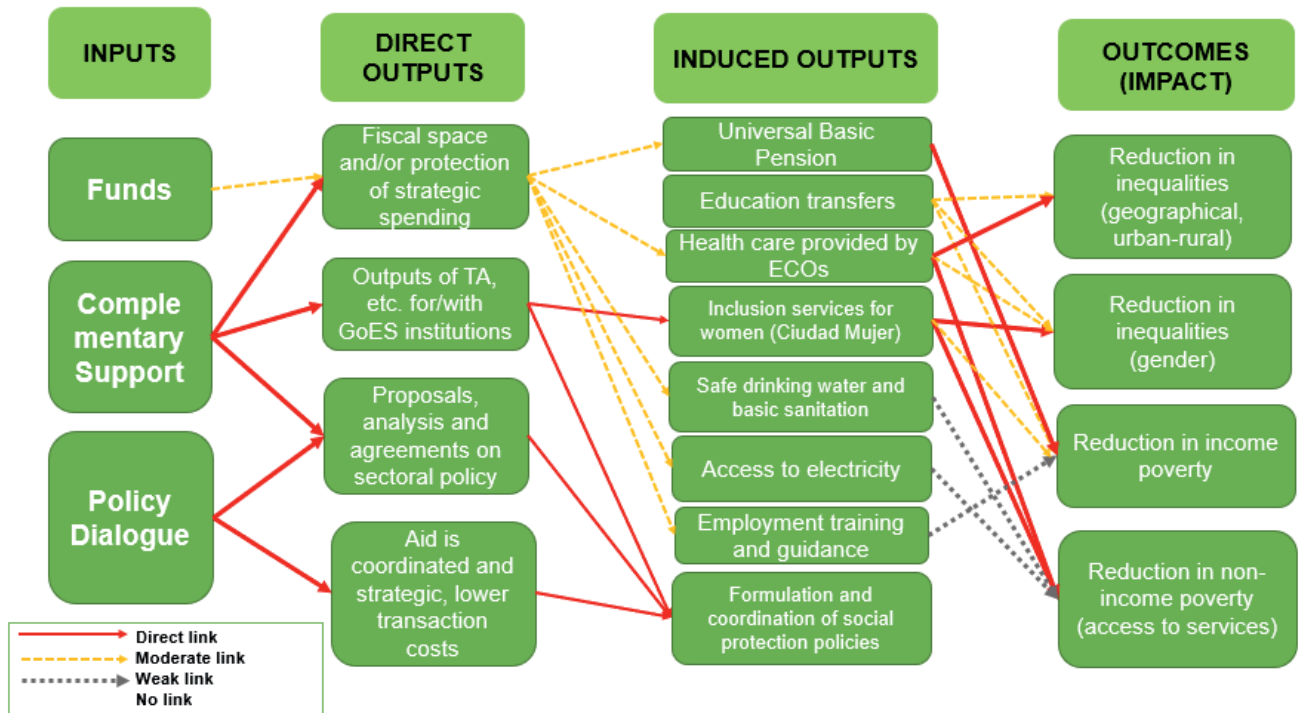 INPUTS
DIRECT
OUTPUTS
INDUCED OUTPUTS
OUTCOMES
(IMPACT)
Funds
Comple
mentary
Support
Policy
Dialogue
Fiscal space
and/or protection
of strategic
spending
Outputs of TA,
etc. for/with
GoES institutions
Proposals,
analysis and
agreements on
sectoral policy
Aid is
coordinated and
strategic, lower
transaction
costs
Universal Basic
Pension
Education transfers
Health care provided by
ECOs
Inclusion services for
women (Ciudad Mujer)
Safe drinking water and
basic sanitation
Access to electricity
Employment training
and guidance
Formulation and
coordination of social
protection policies
Reduction in
inequalities
(geographical,
urban-rural)
Reduction in
inequalities
(gender)
Reduction in income
poverty
Reduction in non-
income poverty
(access to services)
Direct link
Moderate link
Weak link
No link